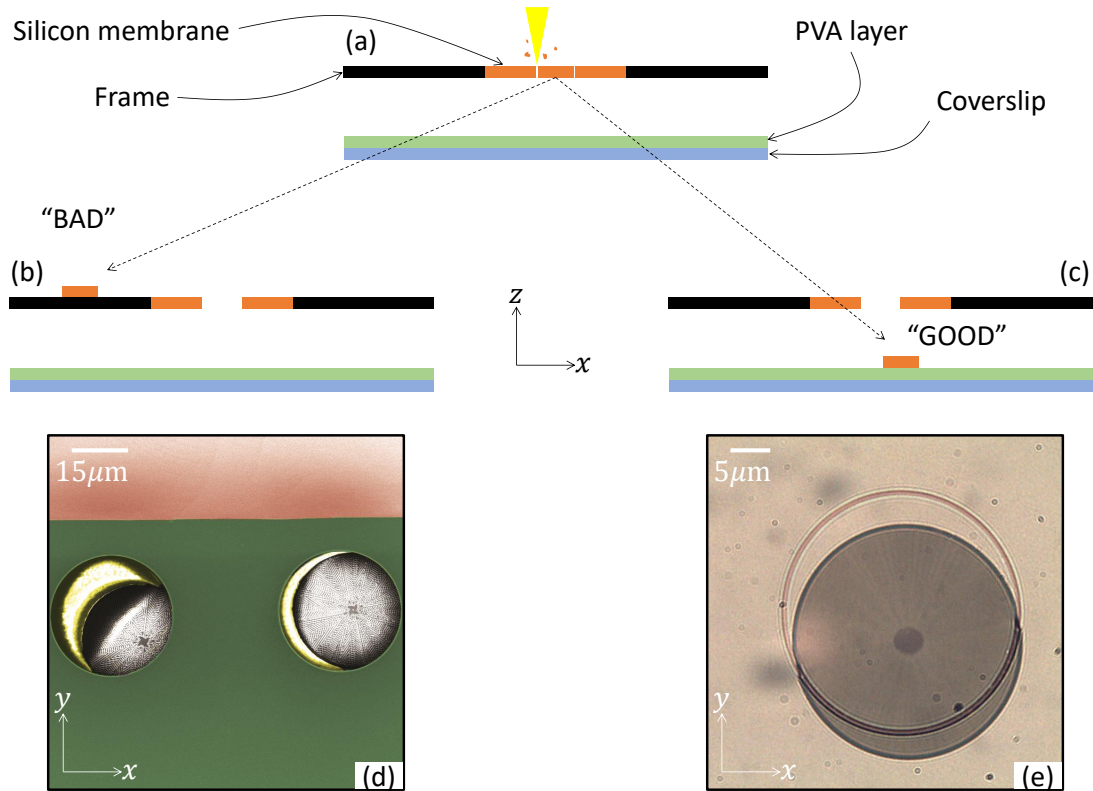 Silicon membrane
(a)
PVA layer
Frame
Coverslip
“BAD”
(b)
(c)
z
x
“GOOD”
15μm
y
x
(d)
5μm
y
x
(e)